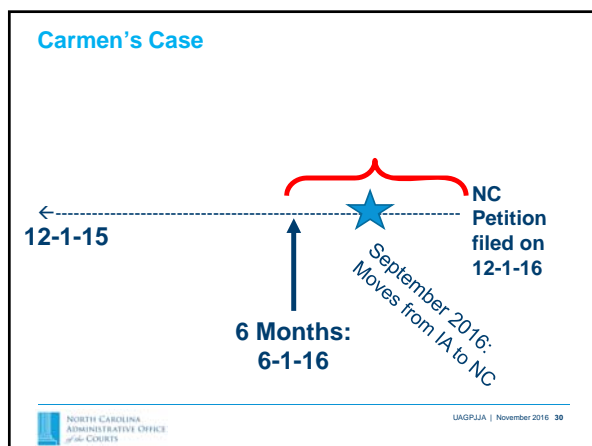 Carmen's Case
NC
Petition
filed on
12-1-16
12-1-15
September 2016:
Moves from IA to NC
6 Months:
6-1-16
NORTH CAROLINA
ADMINISTRATIVE OFFICE
of the COURTS
UAGPJJA | November 2016 30